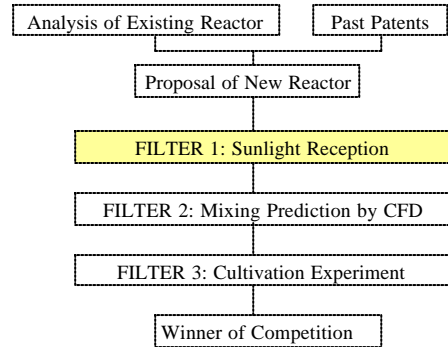 Analysis of Existing Reactor
Past Patents
Proposal of New Reactor
FILTER 1: Sunlight Reception
FILTER 2: Mixing Prediction by CFD
FILTER 3: Cultivation Experiment
Winner of Competition